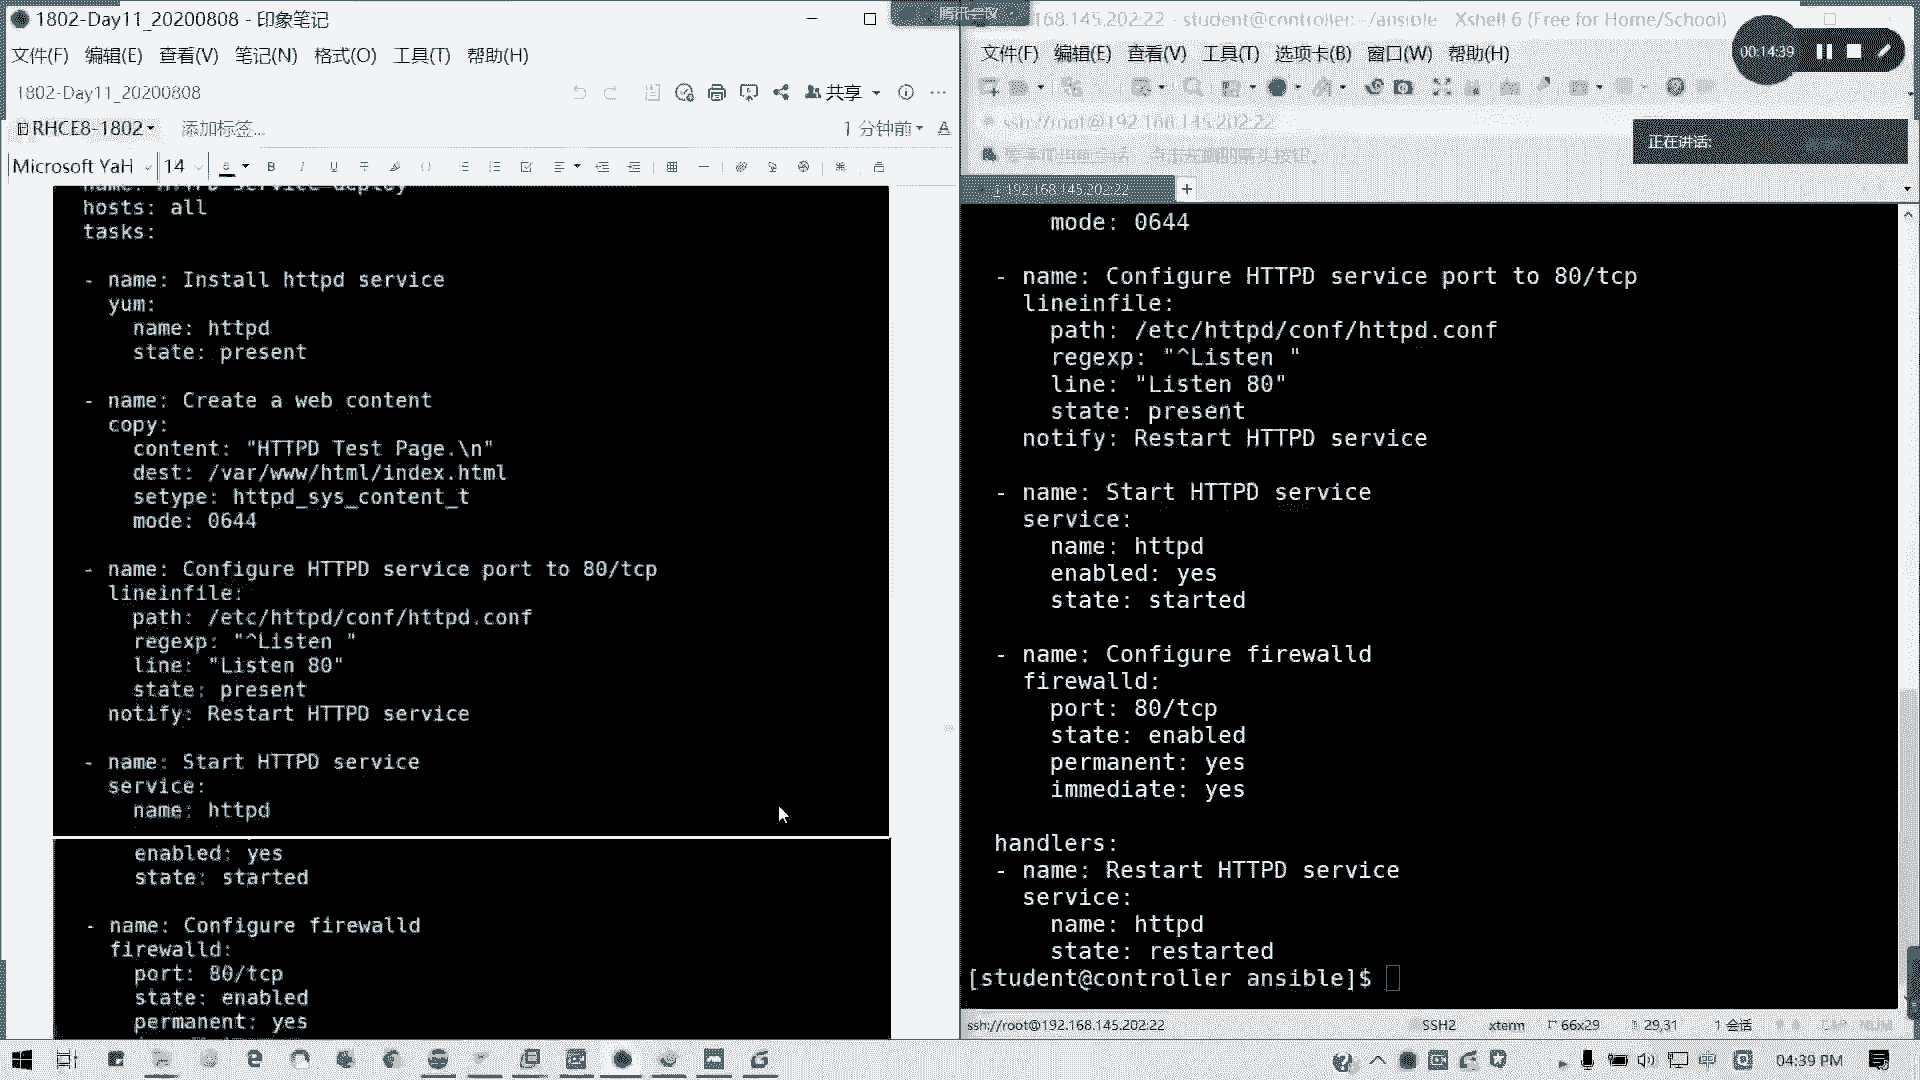 1802-Day11_20200808 - 印象笔记
文件(F) 编辑(E) 查看(V) 笔记(N) 格式(O) 工具(T) 帮助(H)
1802-Day11_20200808
共享
RHCE8-1802
添加标签...
1 分钟前
Microsoft YaH
14
hosts: all
tasks:
- name: Install httpd service
yum:
name: httpd
state: present
- name: Create a web content
copy:
content: "HTTPD Test Page.\n"
dest: /var/www/html/index.html
setype: httpd_sys_content_t
mode: 0644
- name: Configure HTTPD service port to 80/tcp
lineinfile:
path: /etc/httpd/conf/httpd.conf
regexp: "^Listen "
line: "Listen 80"
state: present
notify: Restart HTTPD service
- name: Start HTTPD service
service:
name: httpd
enabled: yes
state: started
- name: Configure firewalld
firewalld:
port: 80/tcp
state: enabled
permanent: yes
腾讯会议
168.145.202:22 - student@controller:~/ansible - Xshell 6 (Free for Home/School)
文件(F) 编辑(E) 查看(V) 工具(T) 选项卡(B) 窗口(W) 帮助(H)
00:14:39
ssh://root@192.168.145.202:22
正在讲话:
192.168.145.202:22
mode: 0644
- name: Configure HTTPD service port to 80/tcp
lineinfile:
path: /etc/httpd/conf/httpd.conf
regexp: "^Listen "
line: "Listen 80"
state: present
notify: Restart HTTPD service
- name: Start HTTPD service
service:
name: httpd
enabled: yes
state: started
- name: Configure firewalld
firewalld:
port: 80/tcp
state: enabled
permanent: yes
immediate: yes
handlers:
- name: Restart HTTPD service
service:
name: httpd
state: restarted
[student@controller ansible]$
ssh://root@192.168.145.202:22
SSH2
xterm
66x29
29,31
1 会话
CAP NUM
中
04:39 PM